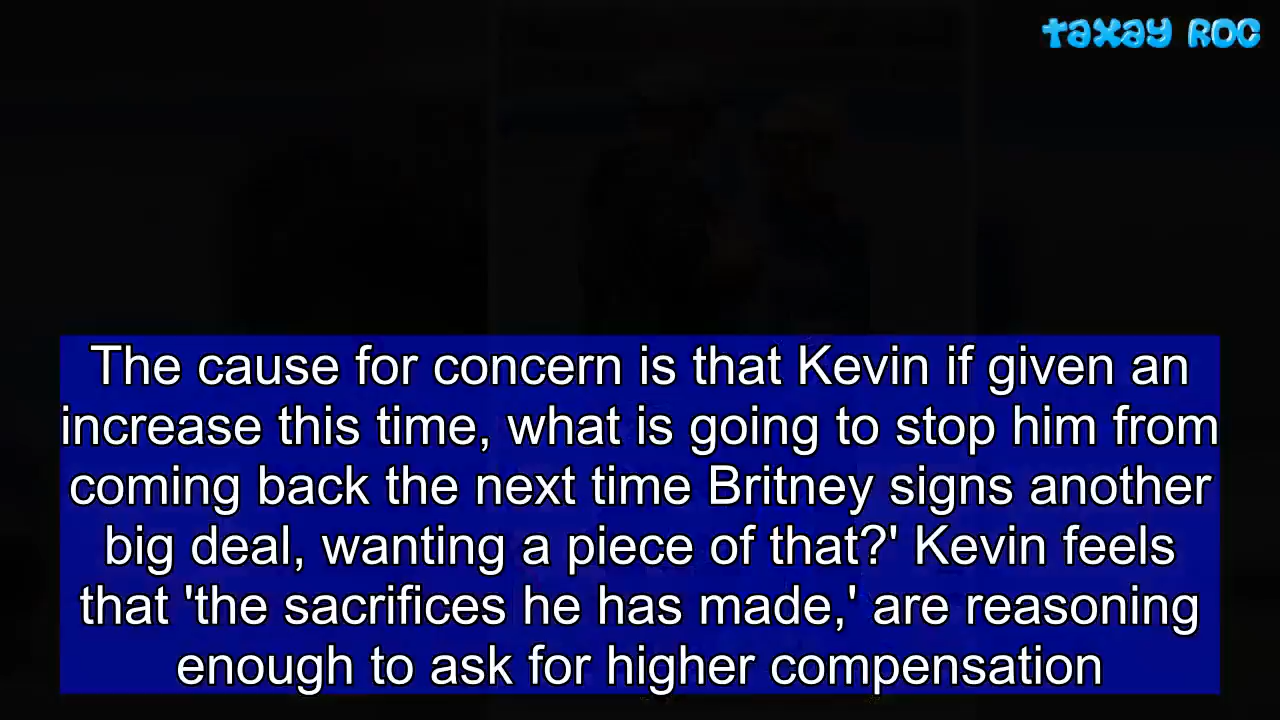 taxay roc
The cause for concern is that Kevin if given an
increase this time, what is going to stop him from
coming back the next time Britney signs another
big deal, wanting a piece of that?' Kevin feels
that 'the sacrifices he has made,' are reasoning
enough to ask for higher compensation